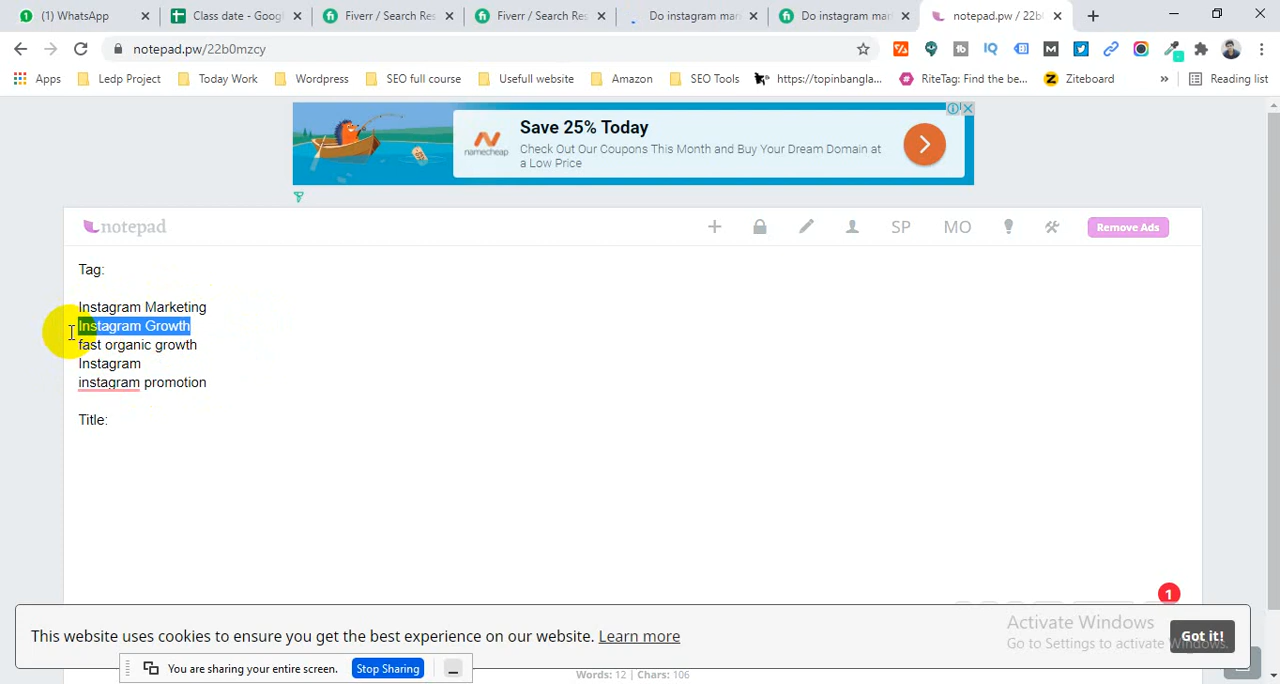 (1) WhatsApp
Class date - Goog
Fiverr / Search Res
Fiverr / Search Res
Do instagram mar
Do instagram mar
notepad.pw / 22b
notepad.pw/22b0mzcy
Apps
Ledp Project
Today Work
Wordpress
SEO full course
Usefull website
Amazon
SEO Tools
https://topinbangla...
RiteTag: Find the be...
Ziteboard
»
Reading list
namecheap
Save 25% Today
Check Out Our Coupons This Month and Buy Your Dream Domain at
a Low Price
notepad
SP
MO
Remove Ads
Tag:
Instagram Marketing
Instagram Growth
fast organic growth
Instagram
instagram promotion
Title:
1
This website uses cookies to ensure you get the best experience on our website. Learn more
Got it!
Activate Windows
Go to Settings to activate Windows.
You are sharing your entire screen.
Stop Sharing
Words: 12 | Chars: 106